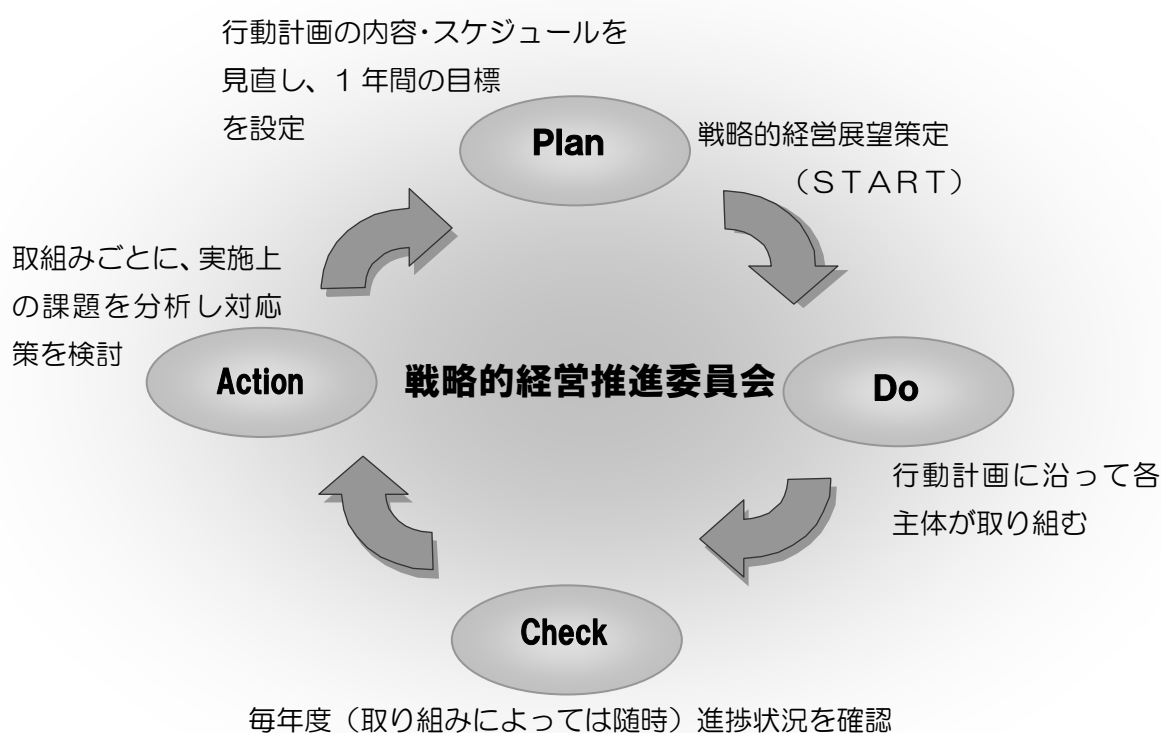 行動計画の内容・スケジュールを
見直し、1年間の目標
を設定
Plan
戦略的経営展望策定
（ＳＴＡＲＴ）
取組みごとに、実施上
の課題を分析し対応
策を検討
Action
戦略的経営推進委員会
Do
行動計画に沿って各
主体が取り組む
Check
毎年度（取り組みによっては随時）進捗状況を確認